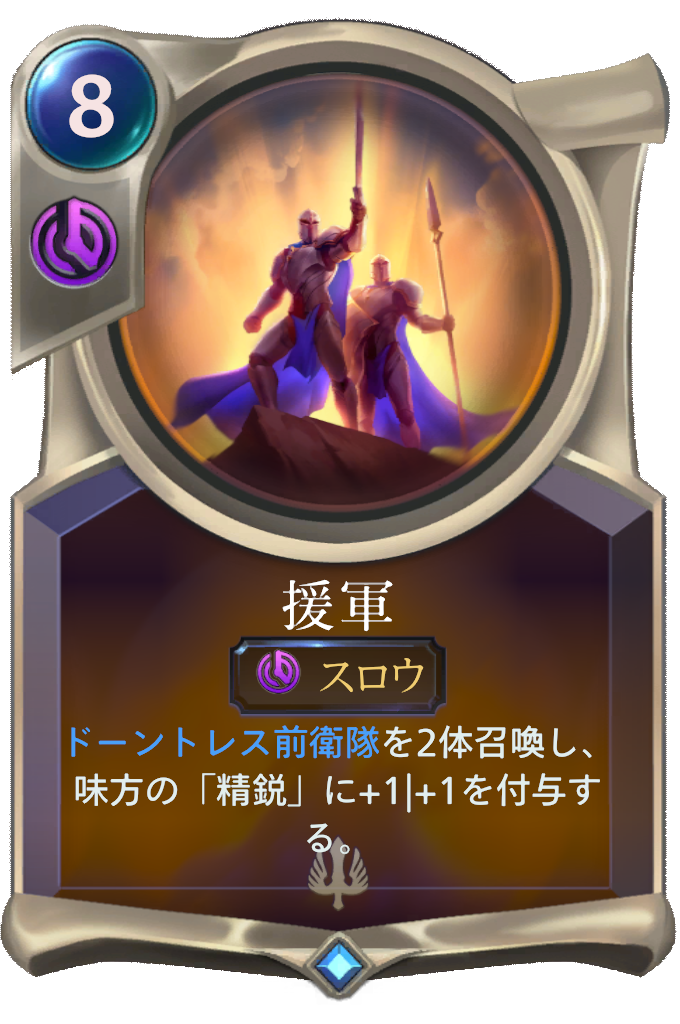 8
援軍
スロウ
ドーントレス前衛隊を2体召喚し、
味方の「精鋭」に+1|+1を付与す
る。